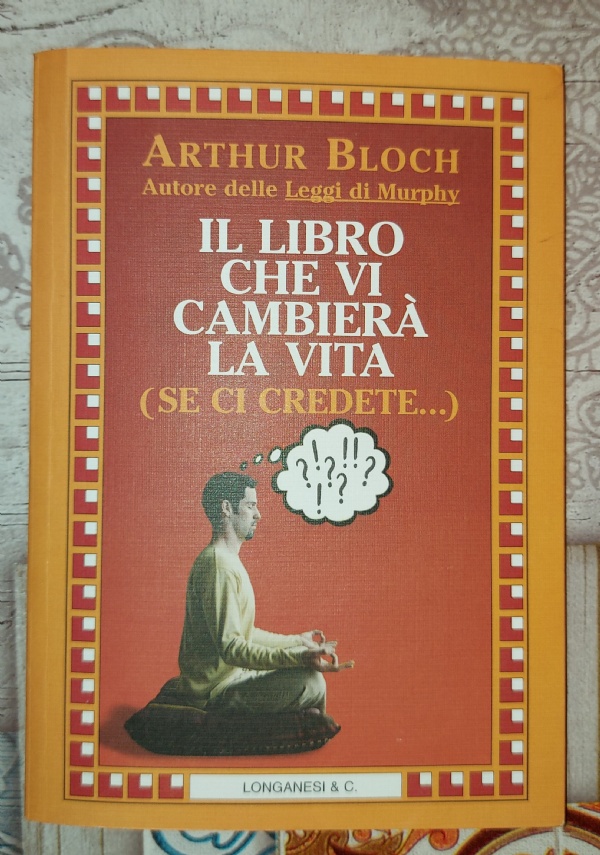 ARTHUR BLOCH
Autore delle Leggi di Murphy
IL LIBRO
CHE VI
CAMBIERÀ
LA VITA
(SE CI CREDETE...)
?!?!!?
!?
LONGANESI & C.